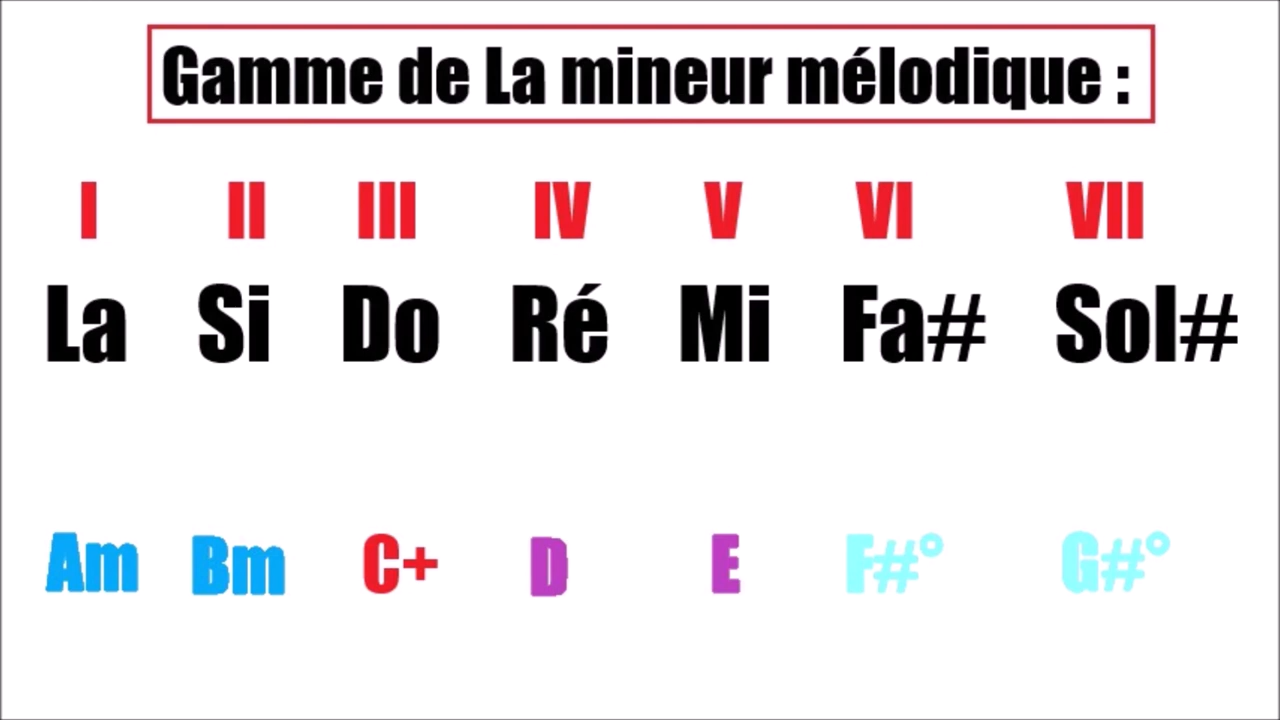 Gamme de La mineur mélodique :
I II III IV V VI VII
La Si Do Ré Mi Fa# Sol#
Am Bm C+ D E F#° G#°